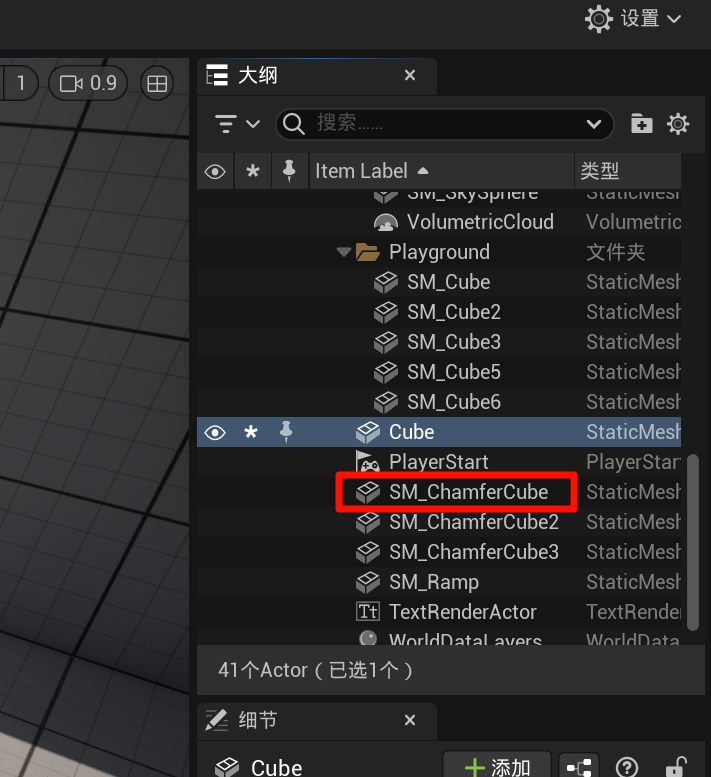 设置
1 0.9
大纲
搜索......
Item Label 类型
SM_SkySphere StaticMesh
VolumetricCloud Volumetric
Playground 文件夹
SM_Cube StaticMesh
SM_Cube2 StaticMesh
SM_Cube3 StaticMesh
SM_Cube5 StaticMesh
SM_Cube6 StaticMesh
Cube StaticMesh
PlayerStart PlayerStar
SM_ChamferCube StaticMesh
SM_ChamferCube2 StaticMesh
SM_ChamferCube3 StaticMesh
SM_Ramp StaticMesh
Tt TextRenderActor TextRende
WorldDataLayers WorldData
41个Actor（已选1个）
细节
Cube 添加